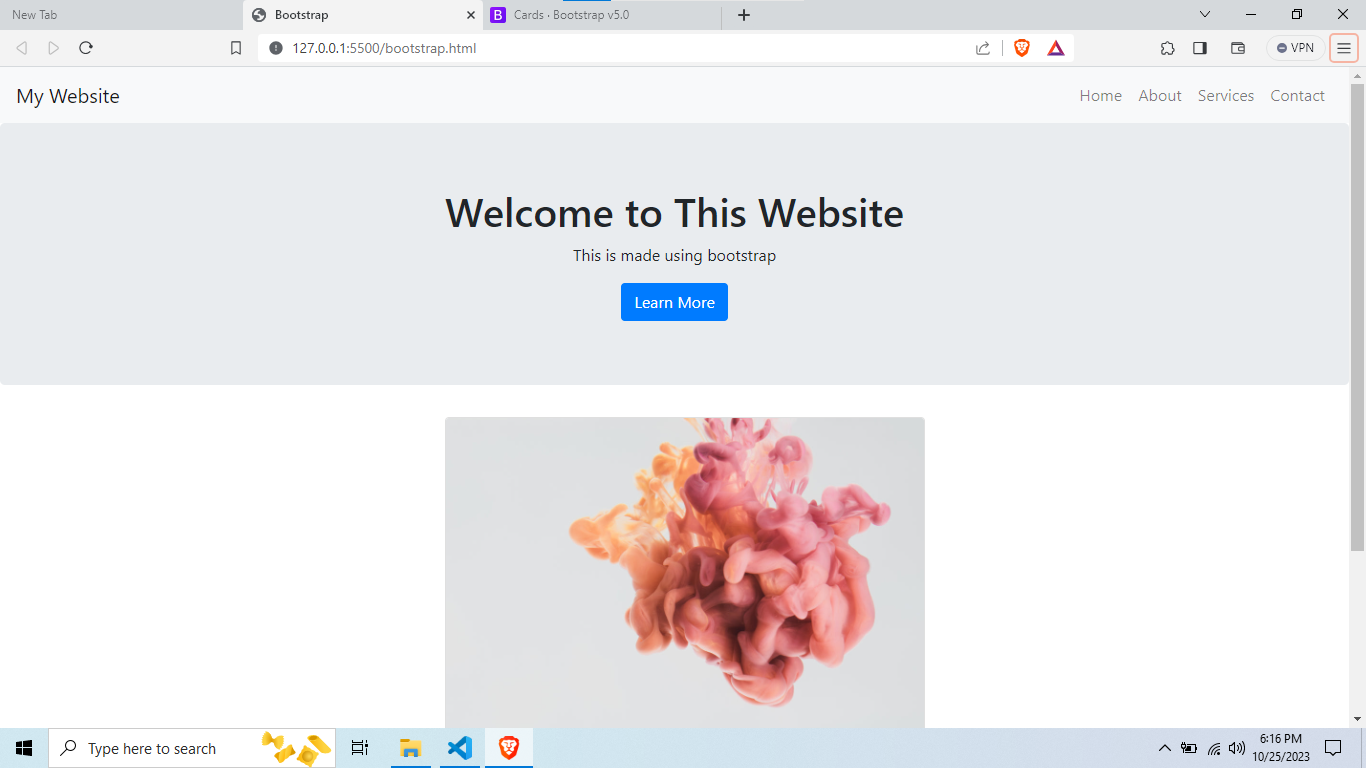 New Tab
Bootstrap
B
Cards · Bootstrap v5.0
127.0.0.1:5500/bootstrap.html
VPN
My Website
Home
About
Services
Contact
Welcome to This Website
This is made using bootstrap
Learn More
Type here to search
6:16 PM
10/25/2023